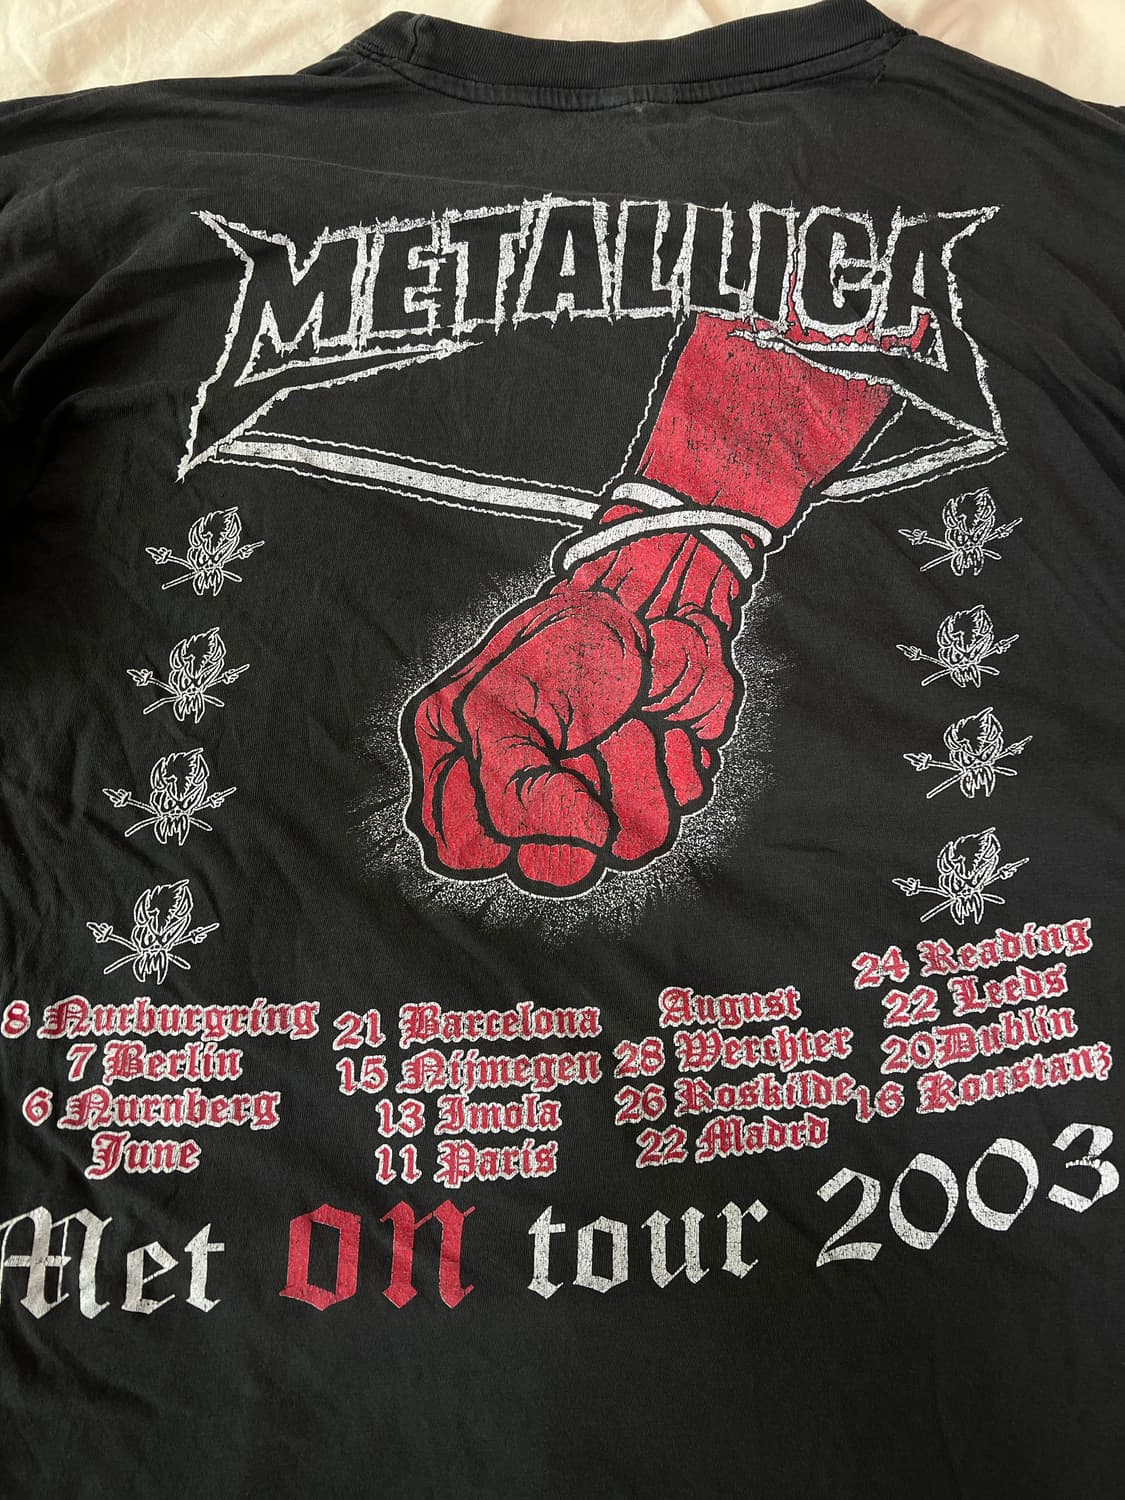 METALLICA
8 Nurburgring
7 Berlin
6 Nurnberg
June
21 Barcelona
15 Nijmegen
13 Imola
11 Paris
August
28 Werchter
26 Roskilde
22 Madrd
24 Reading
22 Leeds
20Dublin
16 Konstanz
Met on tour 2003